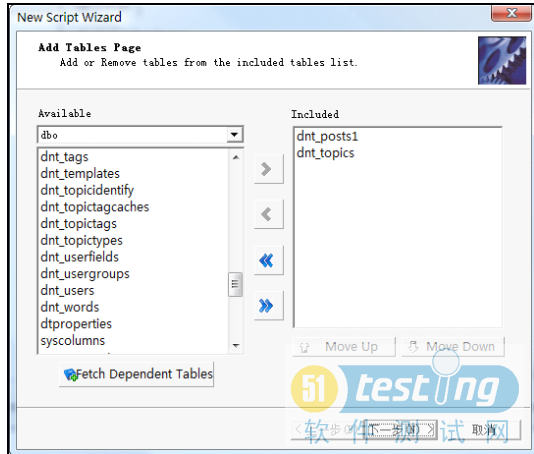 New Script Wizard
Add Tables Page
Add or Remove tables from the included tables list.
Available
Included
dbo
dnt_tags
dnt_templates
dnt_topicidentify
dnt_topictagcaches
dnt_topictags
dnt_topictypes
dnt_userfields
dnt_usergroups
dnt_users
dnt_words
dtproperties
syscolumns
dnt_posts1
dnt_topics
Move Up
Move Down
Fetch Dependent Tables
51 testing
软件测试网
下一步(N) >
取消